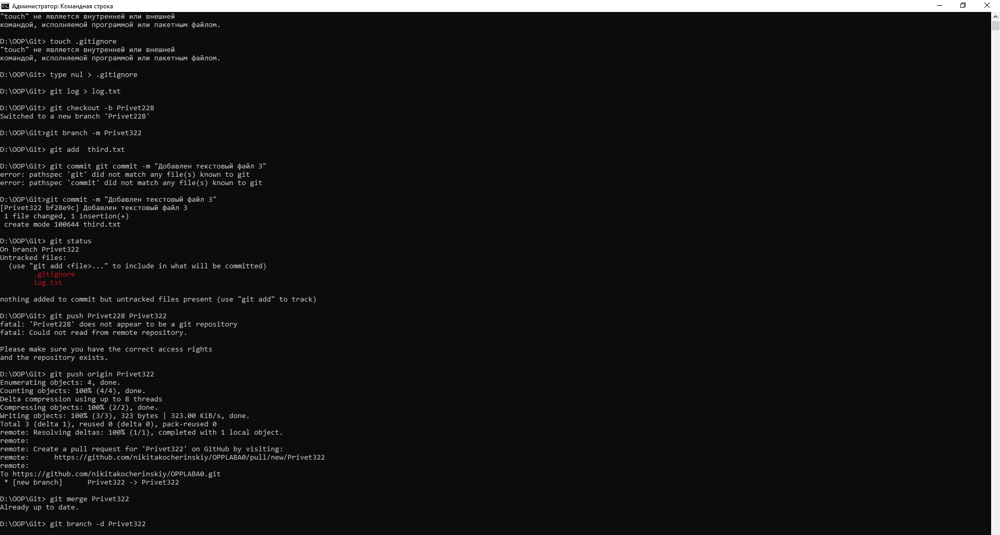 Администратор: Командная строка
"touch" не является внутренней или внешней
командой, исполняемой программой или пакетным файлом.
D:\OOP\Git> touch .gitignore
"touch" не является внутренней или внешней
командой, исполняемой программой или пакетным файлом.
D:\OOP\Git> type nul > .gitignore
D:\OOP\Git> git log > log.txt
D:\OOP\Git> git checkout -b Privet228
Switched to a new branch 'Privet228'
D:\OOP\Git>git branch -m Privet322
D:\OOP\Git> git add  third.txt
D:\OOP\Git> git commit git commit -m "Добавлен текстовый файл 3"
error: pathspec 'git' did not match any file(s) known to git
error: pathspec 'commit' did not match any file(s) known to git
D:\OOP\Git>git commit -m "Добавлен текстовый файл 3"
[Privet322 bf28e9c] Добавлен текстовый файл 3
 1 file changed, 1 insertion(+)
 create mode 100644 third.txt
D:\OOP\Git> git status
On branch Privet322
Untracked files:
  (use "git add <file>..." to include in what will be committed)
        .gitignore
        log.txt
nothing added to commit but untracked files present (use "git add" to track)
D:\OOP\Git> git push Privet228 Privet322
fatal: 'Privet228' does not appear to be a git repository
fatal: Could not read from remote repository.
Please make sure you have the correct access rights
and the repository exists.
D:\OOP\Git> git push origin Privet322
Enumerating objects: 4, done.
Counting objects: 100% (4/4), done.
Delta compression using up to 8 threads
Compressing objects: 100% (2/2), done.
Writing objects: 100% (3/3), 323 bytes | 323.00 KiB/s, done.
Total 3 (delta 1), reused 0 (delta 0), pack-reused 0
remote: Resolving deltas: 100% (1/1), completed with 1 local object.
remote:
remote: Create a pull request for 'Privet322' on GitHub by visiting:
remote:      https://github.com/nikitakocherinskiy/OPPLABA0/pull/new/Privet322
remote:
To https://github.com/nikitakocherinskiy/OPPLABA0.git
 * [new branch]      Privet322 -> Privet322
D:\OOP\Git> git merge Privet322
Already up to date.
D:\OOP\Git> git branch -d Privet322